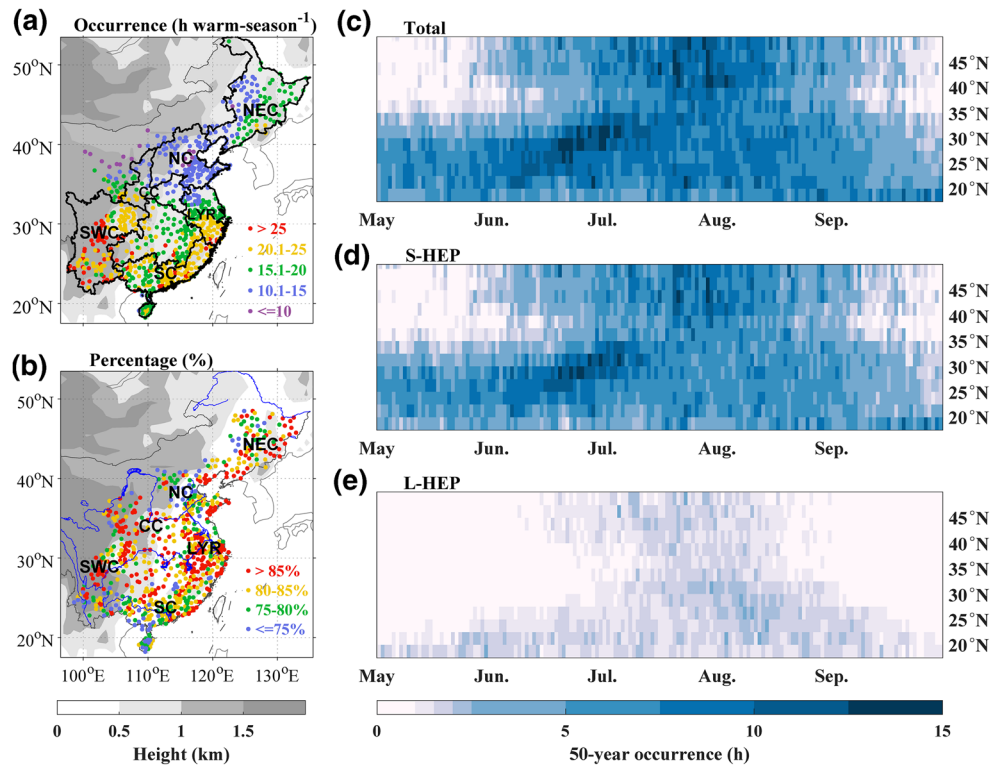 (a) Occurrence (h warm-season⁻¹)
50°N
40°N
30°N
20°N
NEC
NC
CC
LYR
SWC
SC
> 25
20.1-25
15.1-20
10.1-15
<=10
(b) Percentage (%)
50°N
40°N
30°N
20°N
NEC
NC
CC
LYR
SWC
SC
> 85%
80-85%
75-80%
<=75%
100°E 110°E 120°E 130°E
0 0.5 1 1.5
Height (km)
(c) Total
45°N
40°N
35°N
30°N
25°N
20°N
May Jun. Jul. Aug. Sep.
(d) S-HEP
45°N
40°N
35°N
30°N
25°N
20°N
May Jun. Jul. Aug. Sep.
(e) L-HEP
45°N
40°N
35°N
30°N
25°N
20°N
May Jun. Jul. Aug. Sep.
0 5 10 15
50-year occurrence (h)